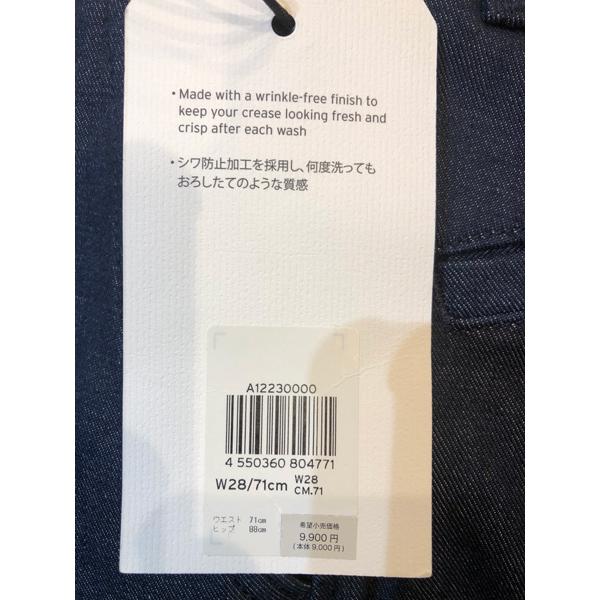 • Made with a wrinkle-free finish to
keep your crease looking fresh and
crisp after each wash
• シワ防止加工を採用し、何度洗っても
おろしたてのような質感
A12230000
4 550360 804771
W28/71cm W28
CM.71
ウエスト 71cm
ヒップ 88cm
希望小売価格
9,900円
(本体 9,000円)